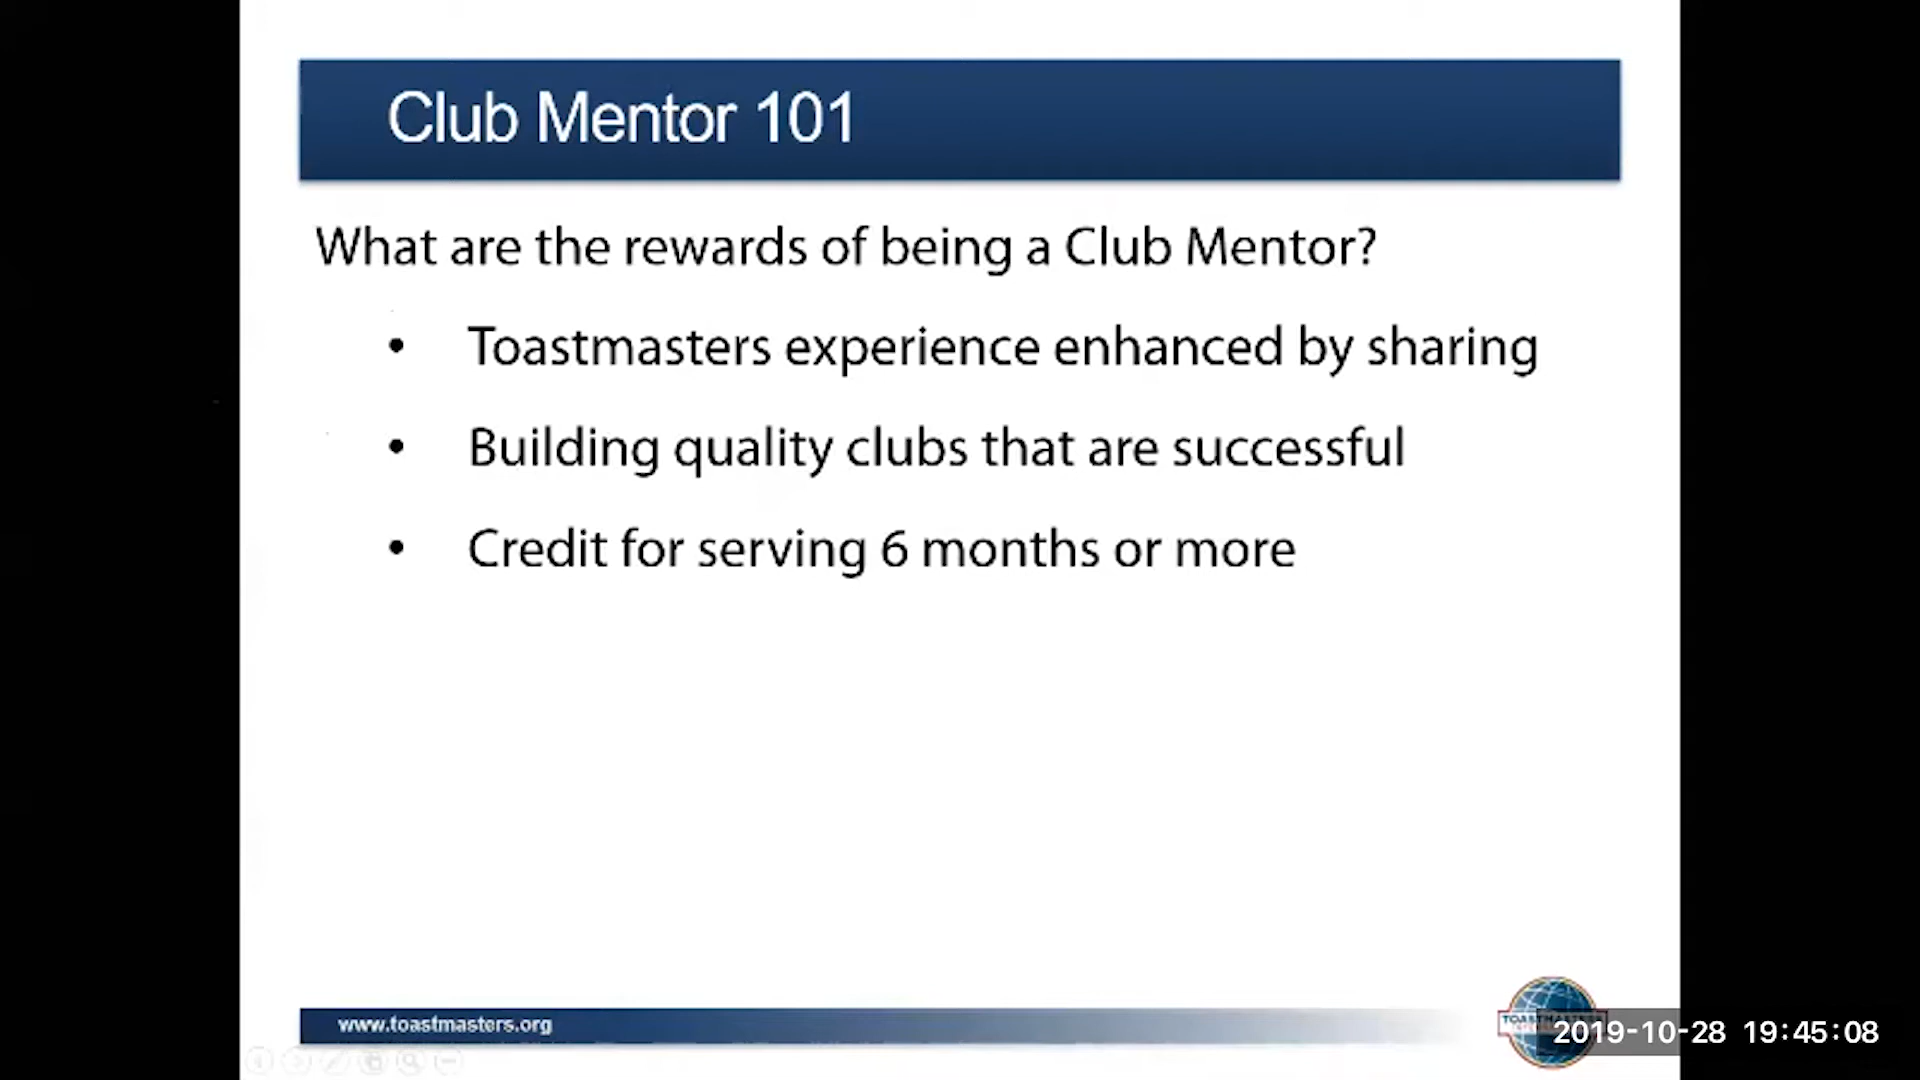 Club Mentor 101
What are the rewards of being a Club Mentor?
• Toastmasters experience enhanced by sharing
• Building quality clubs that are successful
• Credit for serving 6 months or more
www.toastmasters.org
TOASTMASTERS
2019-10-28 19:45:08